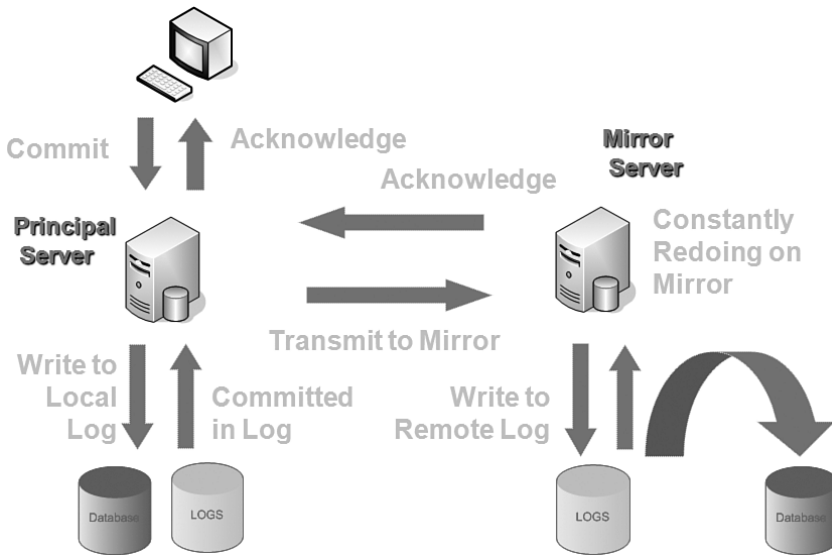 Commit
Acknowledge
Mirror
Server
Acknowledge
Principal
Server
Constantly
Redoing on
Mirror
Transmit to Mirror
Write to
Local
Log
Committed
in Log
Write to
Remote Log
Database
LOGS
LOGS
Database